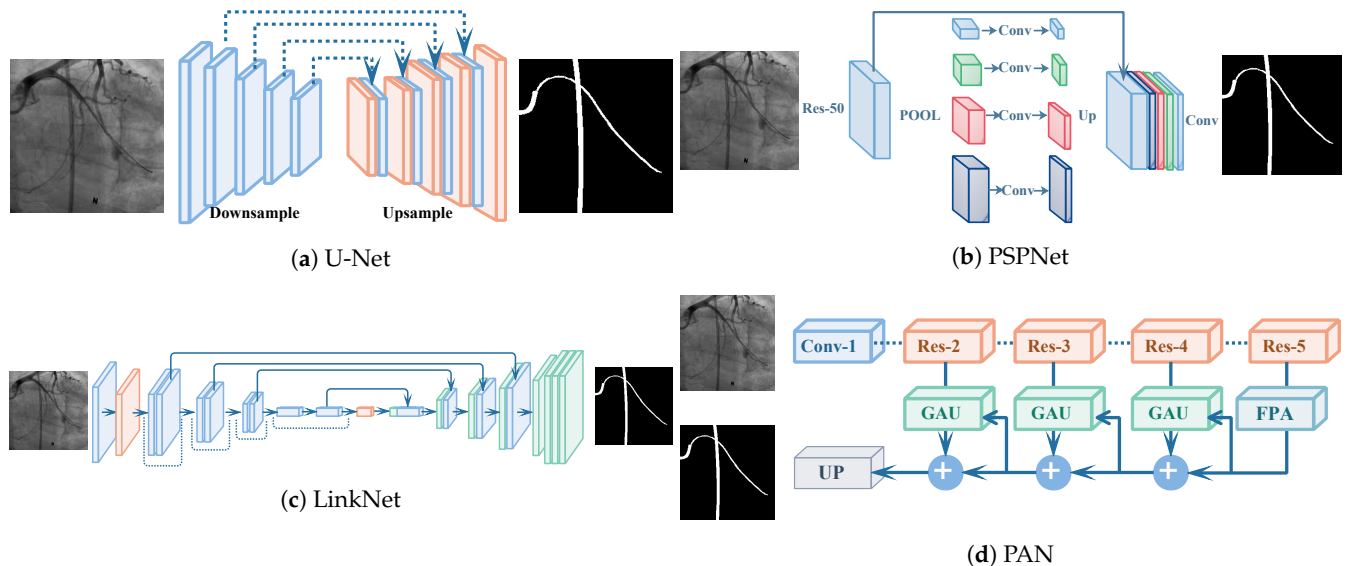 Downsample
Upsample
(a) U-Net
Res-50
POOL
Conv
Conv
Conv
Conv
Up
Conv
(b) PSPNet
(c) LinkNet
Conv-1
Res-2
Res-3
Res-4
Res-5
GAU
GAU
GAU
FPA
UP
+
+
+
(d) PAN
N